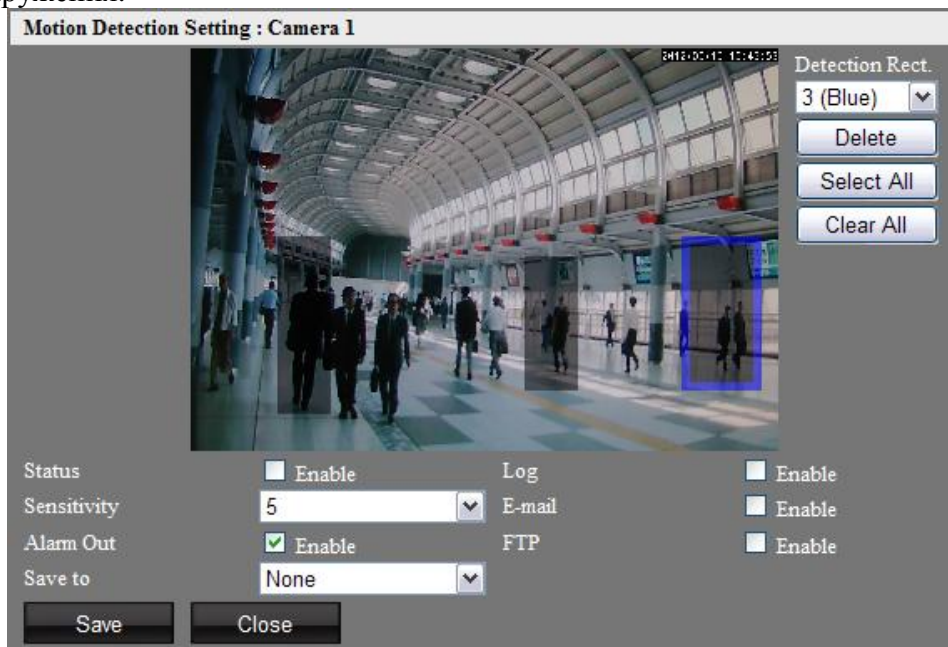 Motion Detection Setting : Camera 1
Detection Rect.
3 (Blue)
Delete
Select All
Clear All
Status Enable Log Enable
Sensitivity 5 E-mail Enable
Alarm Out Enable FTP Enable
Save to None
Save Close